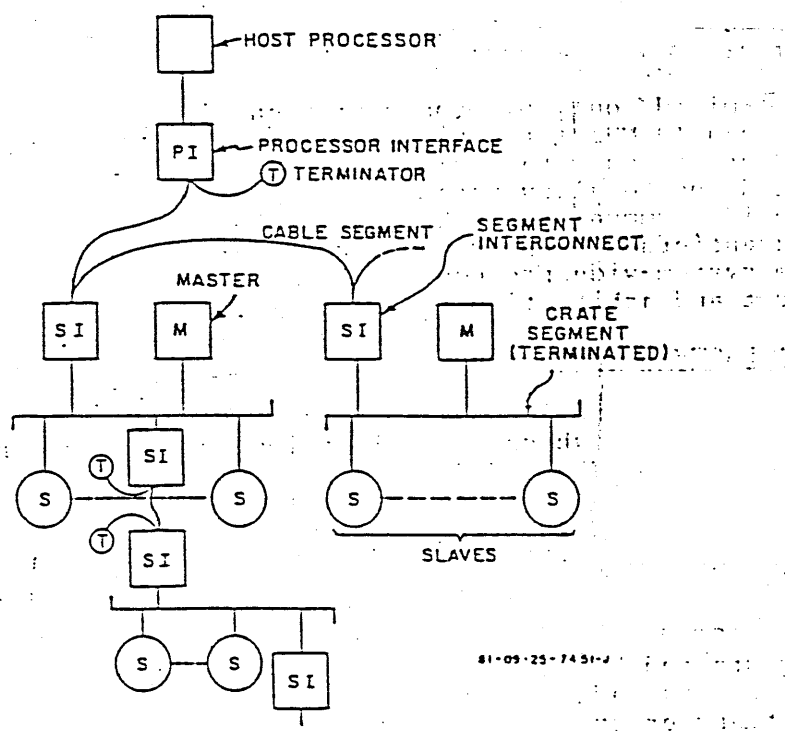 HOST PROCESSOR
PI
PROCESSOR INTERFACE
T TERMINATOR
CABLE SEGMENT
SEGMENT
INTERCONNECT
MASTER
SI
M
SI
M
CRATE
SEGMENT
(TERMINATED)
SI
T
S
S
S
S
T
SI
SLAVES
S
S
SI
81-09-25-7451-J